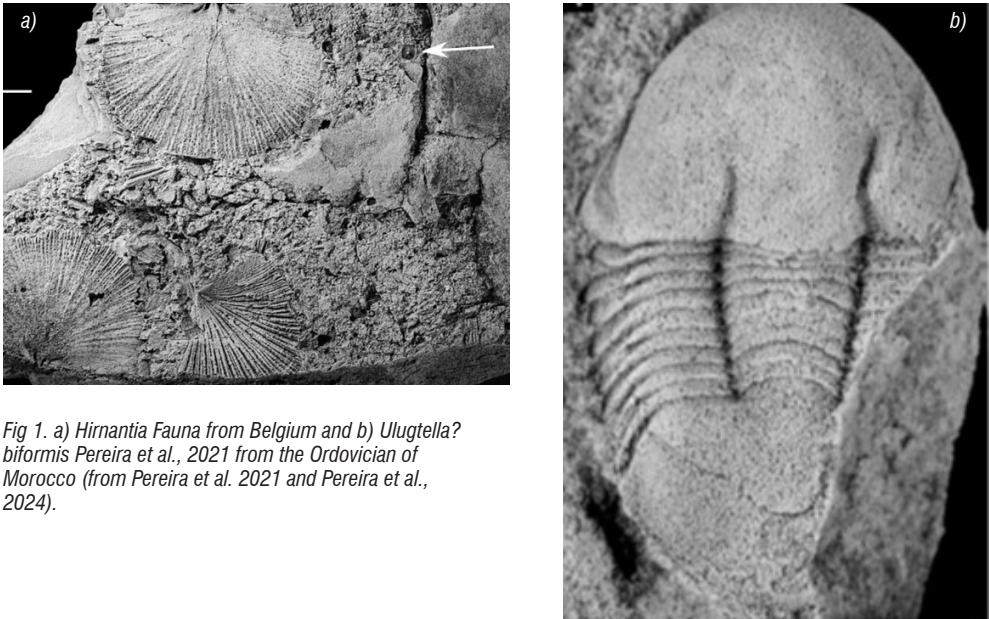 a)
b)
Fig 1. a) Hirnantia Fauna from Belgium and b) Ulugtella?
biformis Pereira et al., 2021 from the Ordovician of
Morocco (from Pereira et al. 2021 and Pereira et al.,
2024).